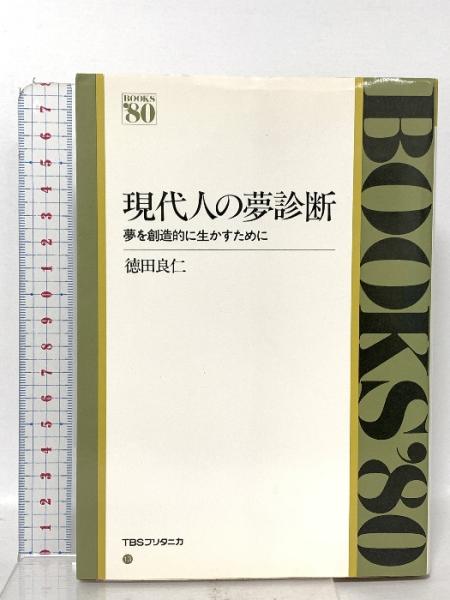 BOOKS
'80
現代人の夢診断
夢を創造的に生かすために
徳田良仁
TBSブリタニカ
13
BOOKS'80